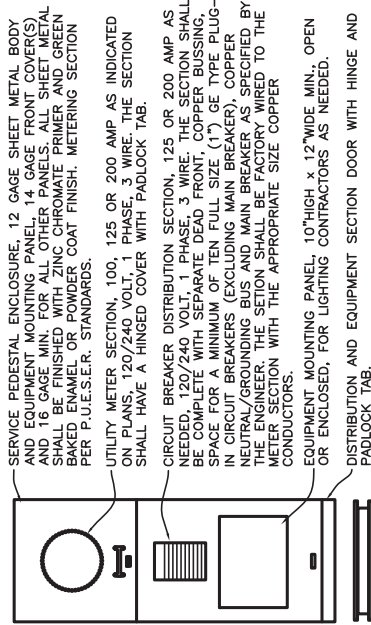 SERVICE PEDESTAL ENCLOSURE, 12 GAGE SHEET METAL BODY
AND EQUIPMENT MOUNTING PANEL, 14 GAGE FRONT COVER(S)
AND 16 GAGE MIN. FOR ALL OTHER PANELS. ALL SHEET METAL
SHALL BE FINISHED WITH ZINC CHROMATE PRIMER AND GREEN
BAKED ENAMEL OR POWDER COAT FINISH. METERING SECTION
PER P.U.E.S.E.R. STANDARDS.
UTILITY METER SECTION, 100, 125 OR 200 AMP AS INDICATED
ON PLANS, 120/240 VOLT, 1 PHASE, 3 WIRE. THE SECTION
SHALL HAVE A HINGED COVER WITH PADLOCK TAB.
CIRCUIT BREAKER DISTRIBUTION SECTION, 125 OR 200 AMP AS
NEEDED, 120/240 VOLT, 1 PHASE, 3 WIRE. THE SECTION SHALL
BE COMPLETE WITH SEPARATE DEAD FRONT, COPPER BUSSING,
SPACE FOR A MINIMUM OF TEN FULL SIZE (1") GE TYPE PLUG-
IN CIRCUIT BREAKERS (EXCLUDING MAIN BREAKER), COPPER
NEUTRAL/GROUNDING BUS AND MAIN BREAKER AS SPECIFIED BY
THE ENGINEER. THE SETION SHALL BE FACTORY WIRED TO THE
METER SECTION WITH THE APPROPRIATE SIZE COPPER
CONDUCTORS.
EQUIPMENT MOUNTING PANEL, 10"HIGH x 12"WIDE MIN., OPEN
OR ENCLOSED, FOR LIGHTING CONTRACTORS AS NEEDED.
DISTRIBUTION AND EQUIPMENT SECTION DOOR WITH HINGE AND
PADLOCK TAB.